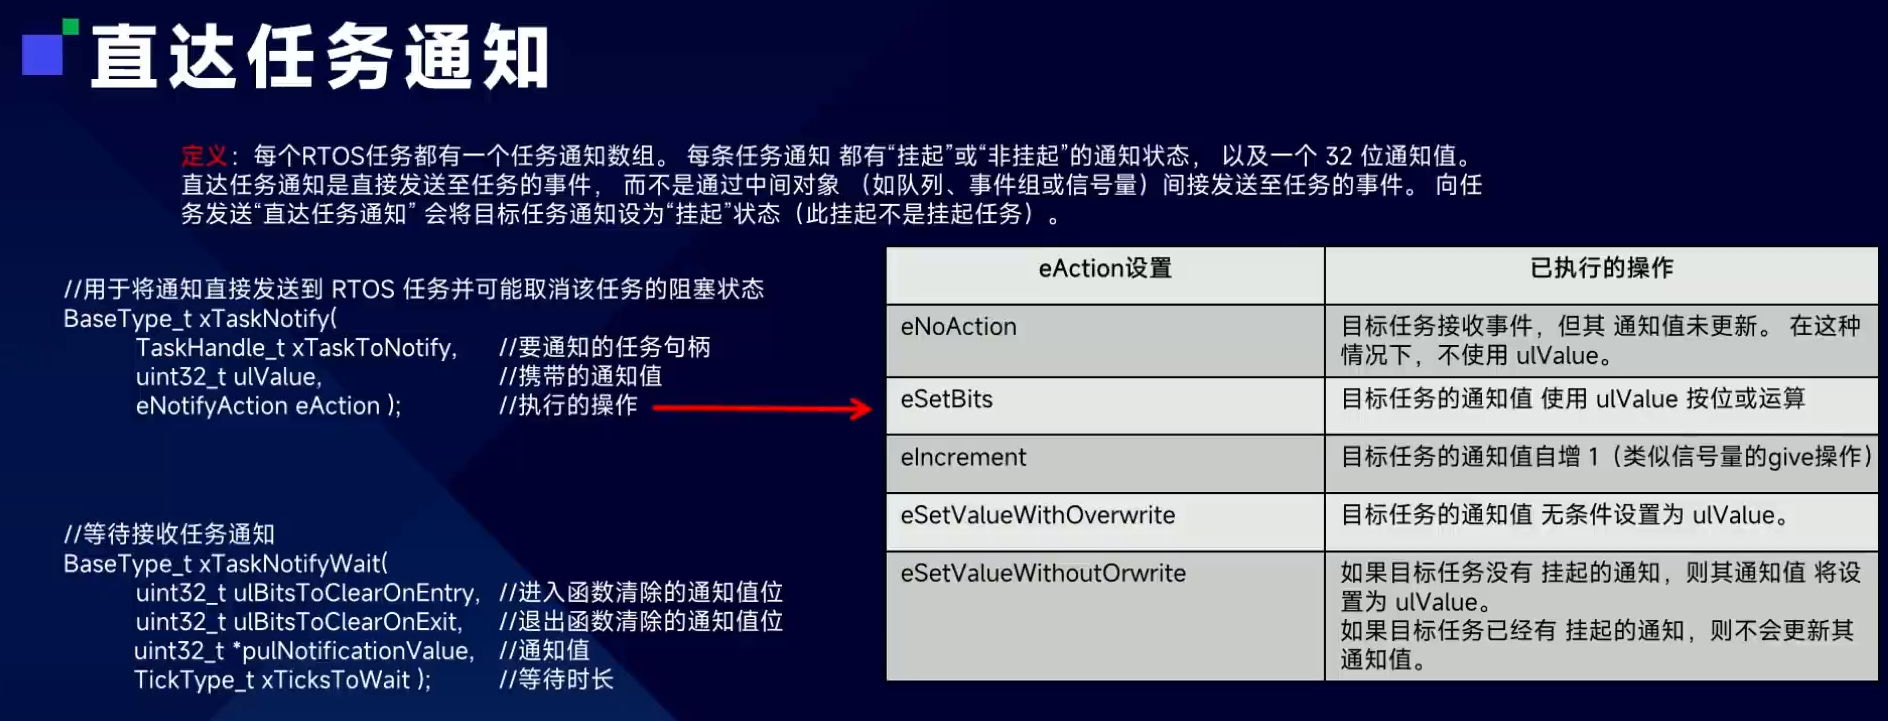 直达任务通知
定义：每个RTOS任务都有一个任务通知数组。 每条任务通知 都有“挂起”或“非挂起”的通知状态， 以及一个 32 位通知值。
直达任务通知是直接发送至任务的事件， 而不是通过中间对象 （如队列、事件组或信号量）间接发送至任务的事件。 向任
务发送“直达任务通知” 会将目标任务通知设为“挂起”状态（此挂起不是挂起任务）。
//用于将通知直接发送到 RTOS 任务并可能取消该任务的阻塞状态
BaseType_t xTaskNotify(
TaskHandle_t xTaskToNotify, //要通知的任务句柄
uint32_t ulValue, //携带的通知值
eNotifyAction eAction ); //执行的操作
//等待接收任务通知
BaseType_t xTaskNotifyWait(
uint32_t ulBitsToClearOnEntry, //进入函数清除的通知值位
uint32_t ulBitsToClearOnExit, //退出函数清除的通知值位
uint32_t *pulNotificationValue, //通知值
TickType_t xTicksToWait ); //等待时长
eAction设置 已执行的操作
eNoAction 目标任务接收事件，但其 通知值未更新。 在这种
情况下，不使用 ulValue。
eSetBits 目标任务的通知值 使用 ulValue 按位或运算
eIncrement 目标任务的通知值自增 1（类似信号量的give操作）
eSetValueWithOverwrite 目标任务的通知值 无条件设置为 ulValue。
eSetValueWithoutOrwrite 如果目标任务没有 挂起的通知，则其通知值 将设
置为 ulValue。
如果目标任务已经有 挂起的通知，则不会更新其
通知值。